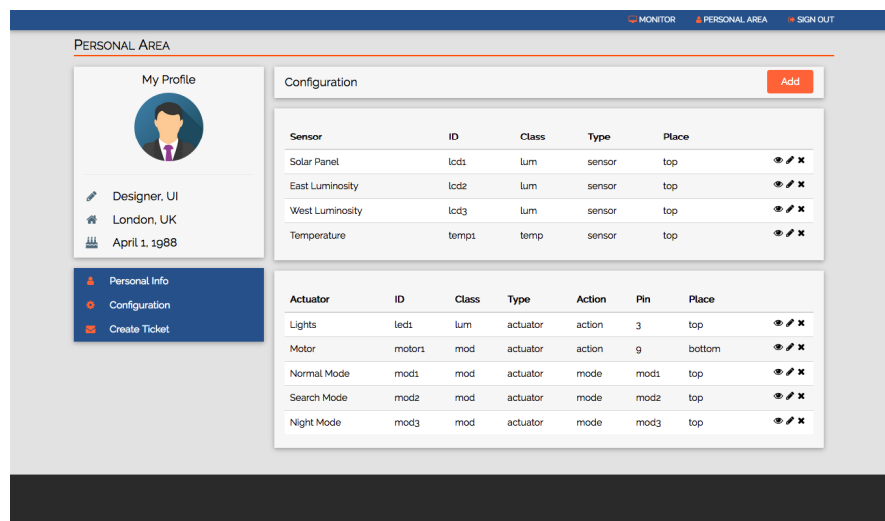 MONITOR PERSONAL AREA SIGN OUT
Personal Area
My Profile
Designer, UI
London, UK
April 1, 1988
Personal Info
Configuration
Create Ticket
Configuration Add
Sensor ID Class Type Place
Solar Panel lcd1 lum sensor top
East Luminosity lcd2 lum sensor top
West Luminosity lcd3 lum sensor top
Temperature temp1 temp sensor top
Actuator ID Class Type Action Pin Place
Lights led1 lum actuator action 3 top
Motor motor1 mod actuator action 9 bottom
Normal Mode mod1 mod actuator mode mod1 top
Search Mode mod2 mod actuator mode mod2 top
Night Mode mod3 mod actuator mode mod3 top